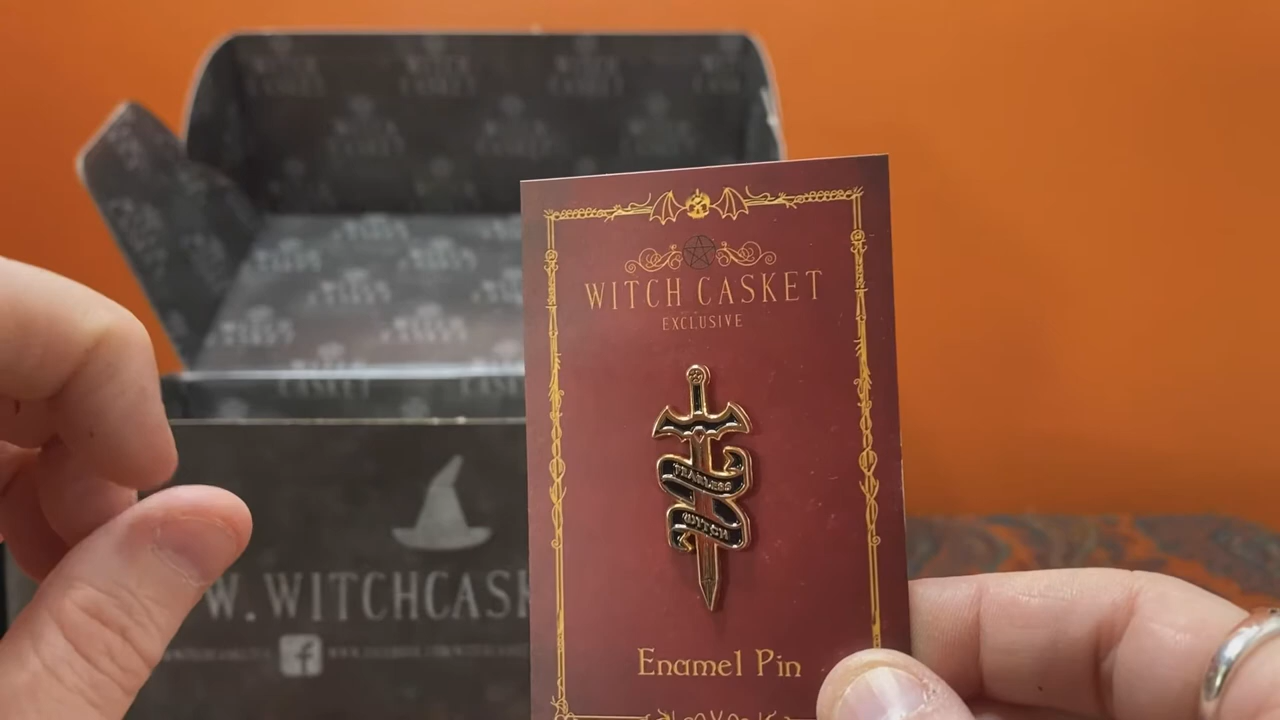 WITCH CASKET
EXCLUSIVE
FEARLESS
WITCH
Enamel Pin
W.WITCHCASK
f